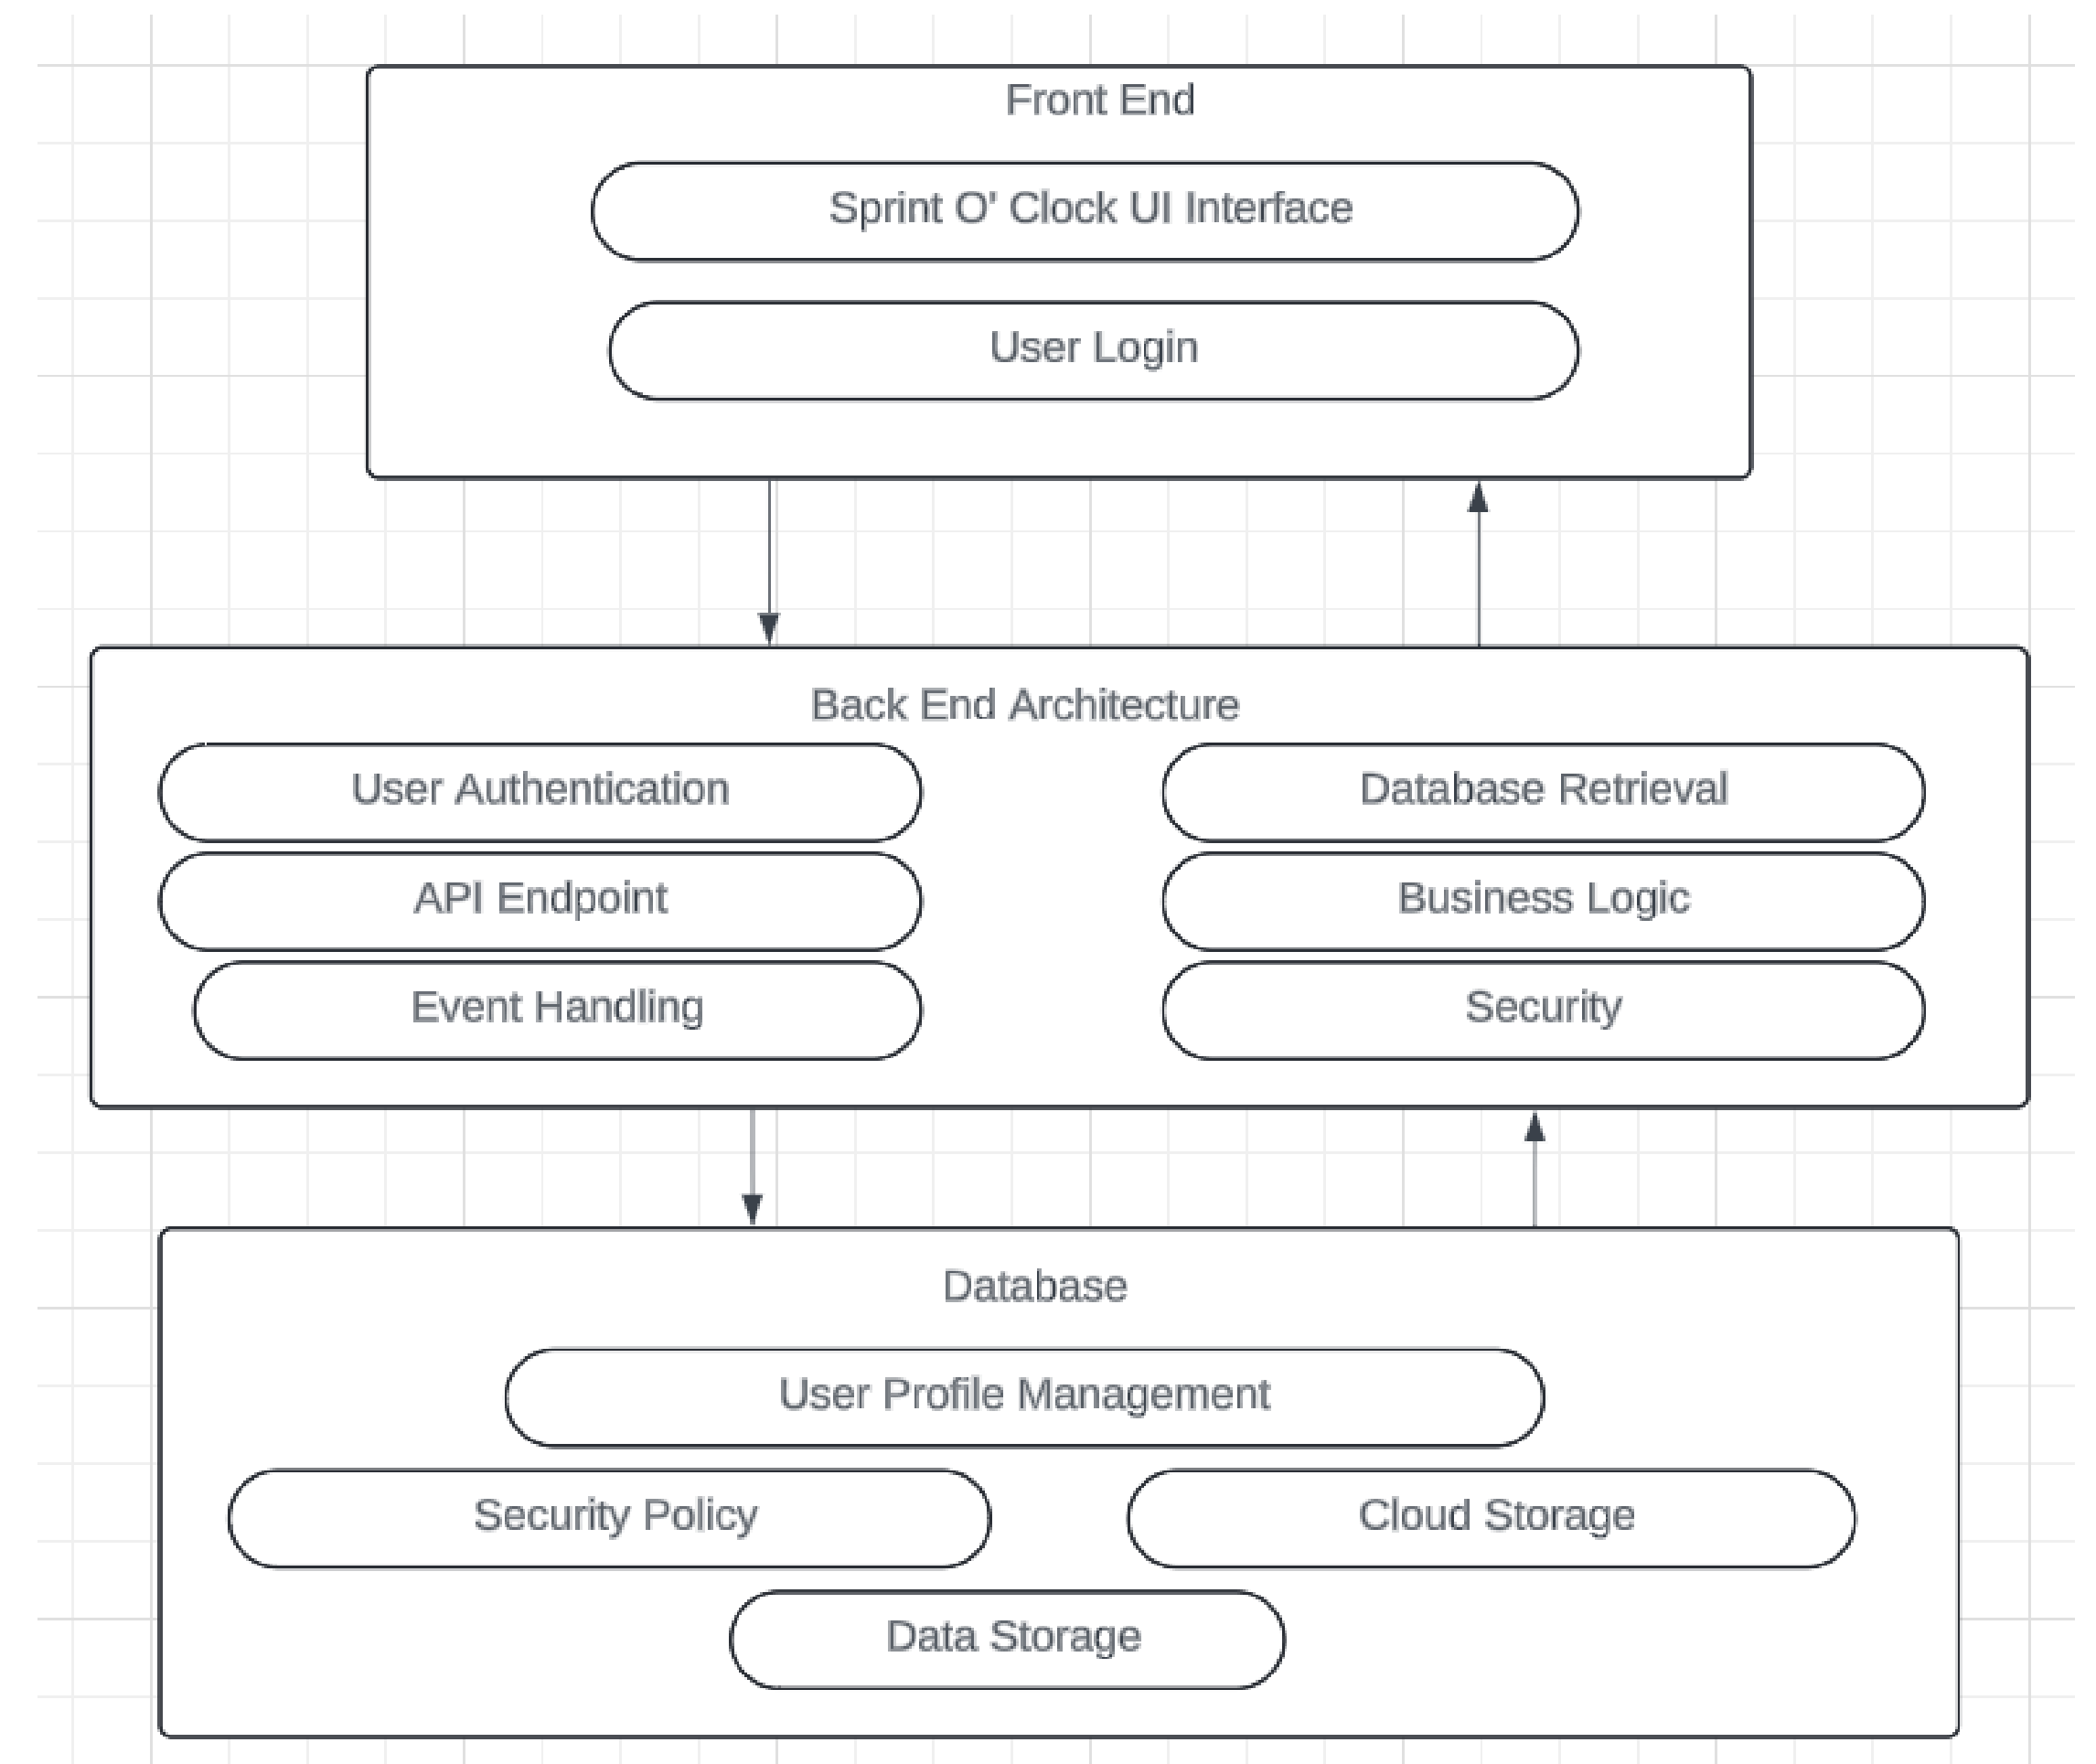 Front End
Sprint O' Clock UI Interface
User Login
Back End Architecture
User Authentication
Database Retrieval
API Endpoint
Business Logic
Event Handling
Security
Database
User Profile Management
Security Policy
Cloud Storage
Data Storage